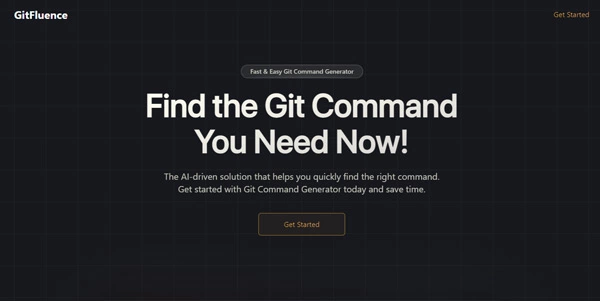 GitFluence
Get Started
Fast & Easy Git Command Generator
Find the Git Command
You Need Now!
The AI-driven solution that helps you quickly find the right command.
Get started with Git Command Generator today and save time.
Get Started